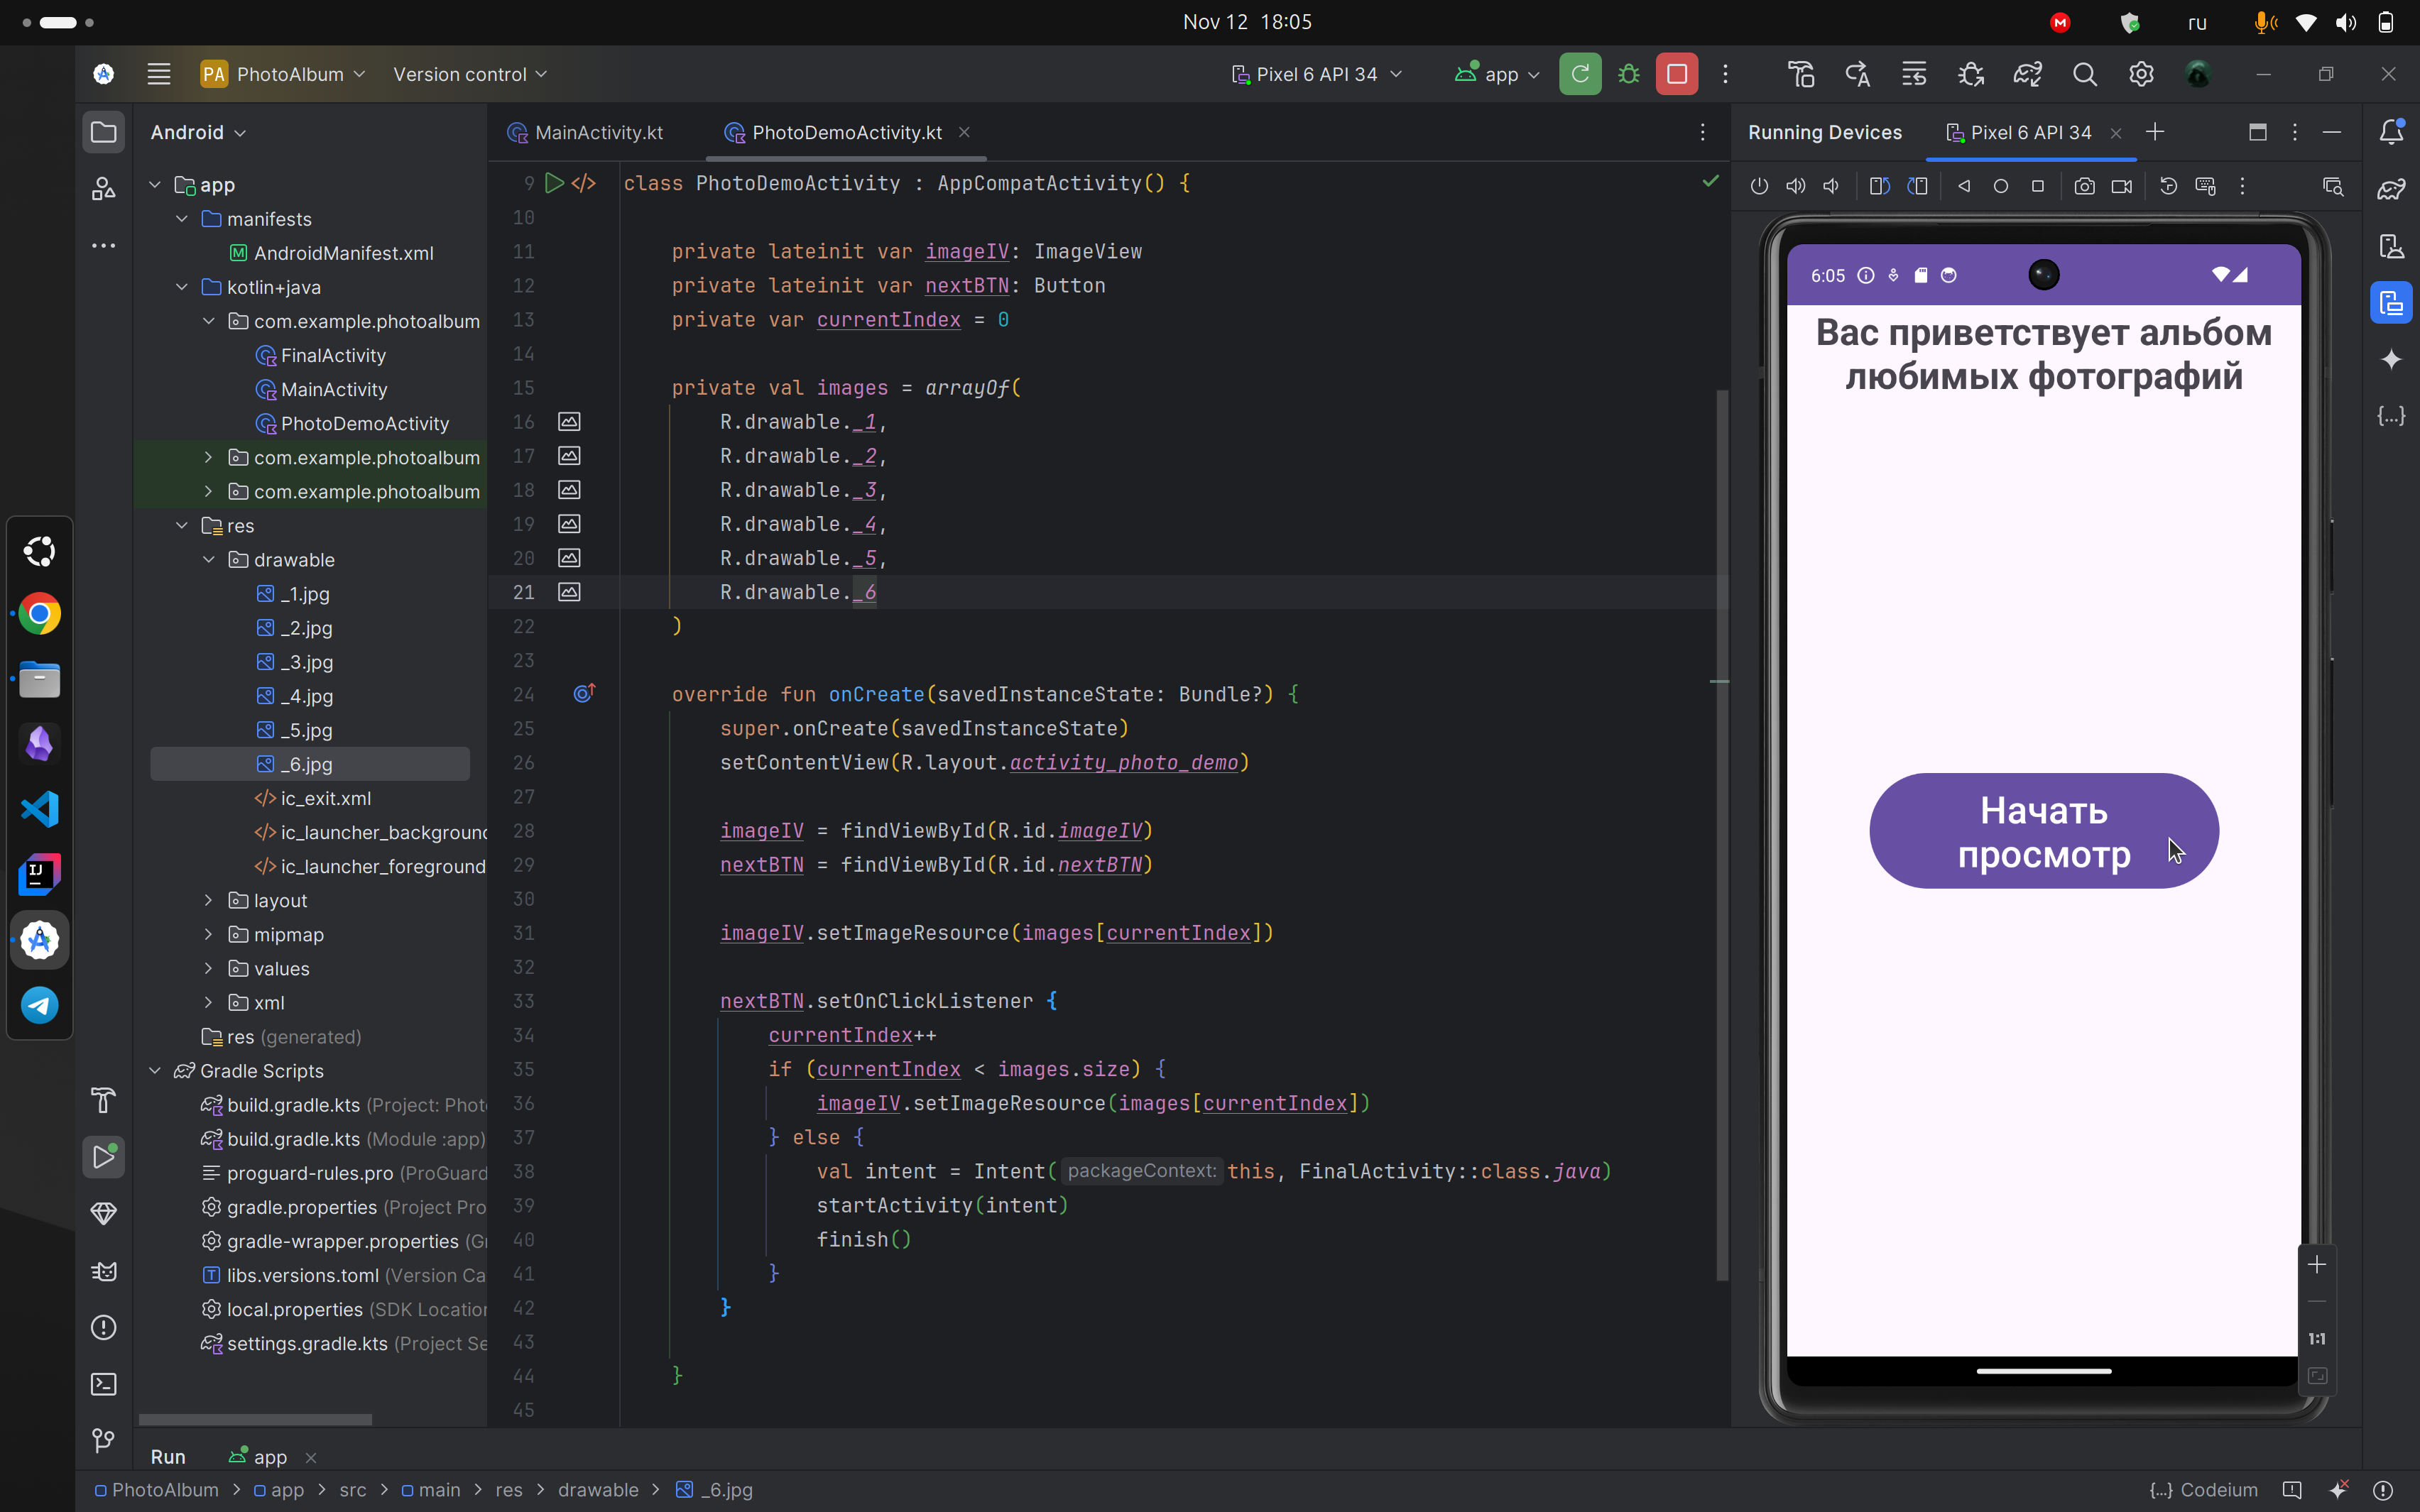 Nov 12 18:05
ru
PA PhotoAlbum
Version control
Pixel 6 API 34
app
Android
MainActivity.kt
PhotoDemoActivity.kt
Running Devices
Pixel 6 API 34
app
manifests
AndroidManifest.xml
kotlin+java
com.example.photoalbum
FinalActivity
MainActivity
PhotoDemoActivity
com.example.photoalbum
com.example.photoalbum
res
drawable
_1.jpg
_2.jpg
_3.jpg
_4.jpg
_5.jpg
_6.jpg
ic_exit.xml
ic_launcher_background
ic_launcher_foreground
layout
mipmap
values
xml
res (generated)
Gradle Scripts
build.gradle.kts (Project: Phot
build.gradle.kts (Module :app)
proguard-rules.pro (ProGuard
gradle.properties (Project Pro
gradle-wrapper.properties (G
libs.versions.toml (Version Ca
local.properties (SDK Location
settings.gradle.kts (Project Se
9 class PhotoDemoActivity : AppCompatActivity() {
10
11 private lateinit var imageIV: ImageView
12 private lateinit var nextBTN: Button
13 private var currentIndex = 0
14
15 private val images = arrayOf(
16 R.drawable._1,
17 R.drawable._2,
18 R.drawable._3,
19 R.drawable._4,
20 R.drawable._5,
21 R.drawable._6
22 )
23
24 override fun onCreate(savedInstanceState: Bundle?) {
25 super.onCreate(savedInstanceState)
26 setContentView(R.layout.activity_photo_demo)
27
28 imageIV = findViewById(R.id.imageIV)
29 nextBTN = findViewById(R.id.nextBTN)
30
31 imageIV.setImageResource(images[currentIndex])
32
33 nextBTN.setOnClickListener {
34 currentIndex++
35 if (currentIndex < images.size) {
36 imageIV.setImageResource(images[currentIndex])
37 } else {
38 val intent = Intent( packageContext: this, FinalActivity::class.java)
39 startActivity(intent)
40 finish()
41 }
42 }
43
44 }
45
6:05
Вас приветствует альбом
любимых фотографий
Начать
просмотр
1:1
Run
app
PhotoAlbum > app > src > main > res > drawable > _6.jpg
{...} Codeium